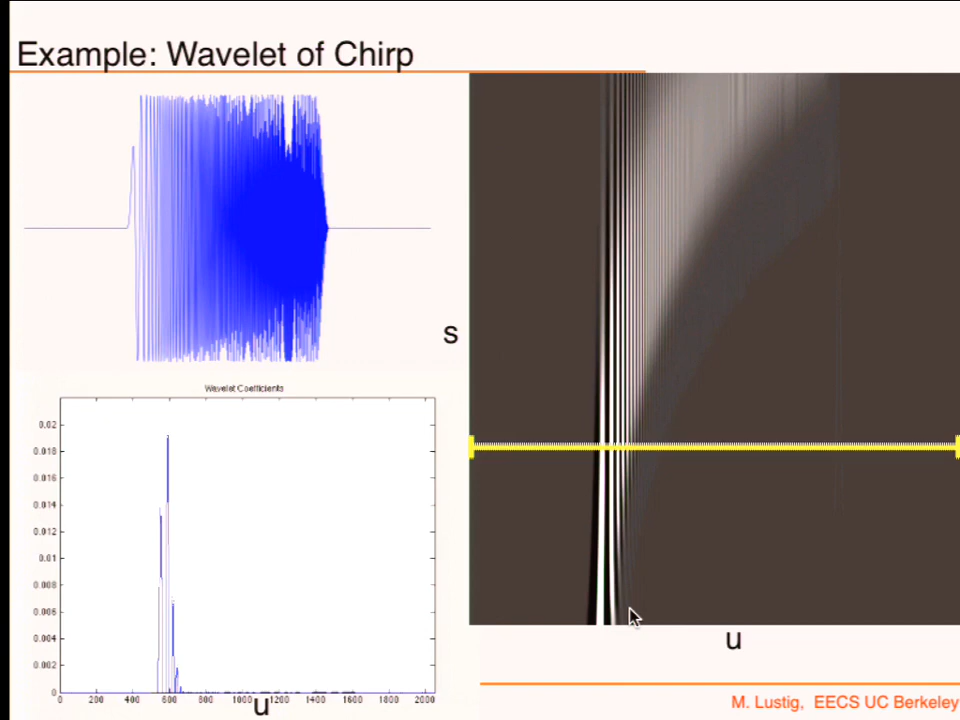 Example: Wavelet of Chirp
s
Wavelet Coefficients
0.02
0.018
0.016
0.014
0.012
0.01
0.008
0.006
0.004
0.002
0
0 200 400 600 800 1000 1200 1400 1600 1800 2000
u
u
M. Lustig, EECS UC Berkeley